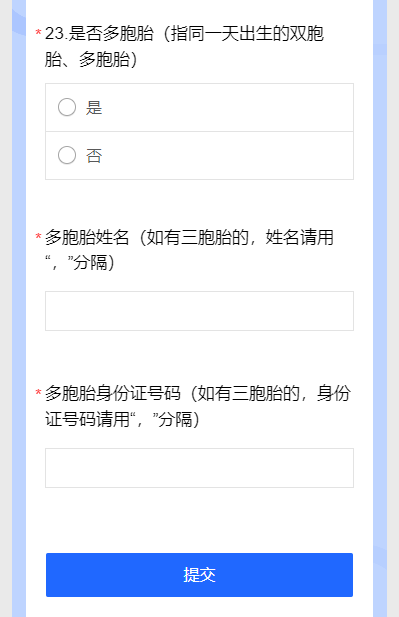 * 23.是否多胞胎（指同一天出生的双胞
胎、多胞胎）
是
否
* 多胞胎姓名（如有三胞胎的，姓名请用
“，”分隔）
* 多胞胎身份证号码（如有三胞胎的，身份
证号码请用“，”分隔）
提交